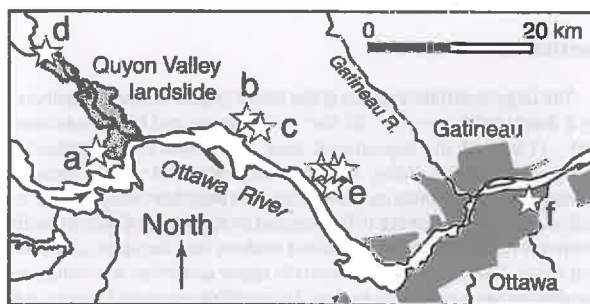 0 20 km
d
Quyon Valley
landslide
b
c
a
Gatineau R.
Gatineau
Ottawa River
e
f
North
Ottawa